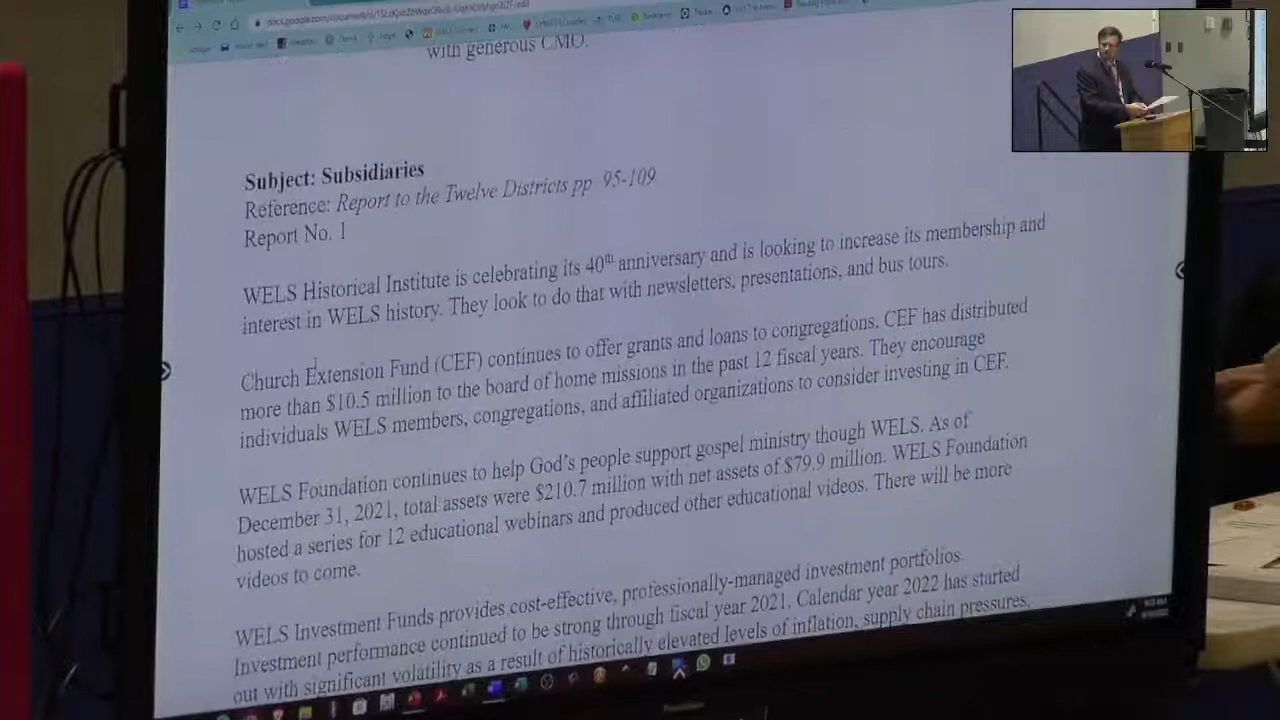 docs.google.com/document
with generous CMO.
Subject: Subsidiaries
Reference: Report to the Twelve Districts pp 95-109
Report No. 1
WELS Historical Institute is celebrating its 40th anniversary and is looking to increase its membership and
interest in WELS history. They look to do that with newsletters, presentations, and bus tours.
Church Extension Fund (CEF) continues to offer grants and loans to congregations. CEF has distributed
more than $10.5 million to the board of home missions in the past 12 fiscal years. They encourage
individuals WELS members, congregations, and affiliated organizations to consider investing in CEF.
WELS Foundation continues to help God's people support gospel ministry though WELS. As of
December 31, 2021, total assets were $210.7 million with net assets of $79.9 million. WELS Foundation
hosted a series for 12 educational webinars and produced other educational videos. There will be more
videos to come.
WELS Investment Funds provides cost-effective, professionally-managed investment portfolios.
Investment performance continued to be strong through fiscal year 2021. Calendar year 2022 has started
out with significant volatility as a result of historically elevated levels of inflation, supply chain pressures,